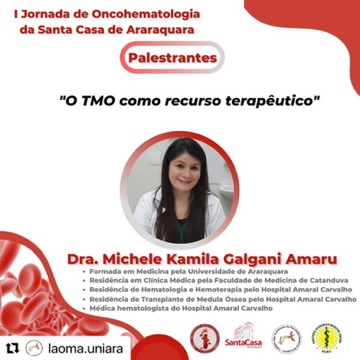 I Jornada de Oncohematologia
da Santa Casa de Araraquara
Palestrantes
"O TMO como recurso terapêutico"
Dra. Michele Kamila Galgani Amaru
• Formada em Medicina pela Universidade de Araraquara
• Residência em Clínica Médica pela Faculdade de Medicina de Catanduva
• Residência de Hematologia e Hemoterapia pelo Hospital Amaral Carvalho
• Residência de Transplante de Medula Óssea pelo Hospital Amaral Carvalho
• Médica hematologista do Hospital Amaral Carvalho
SantaCasa
laoma.uniara